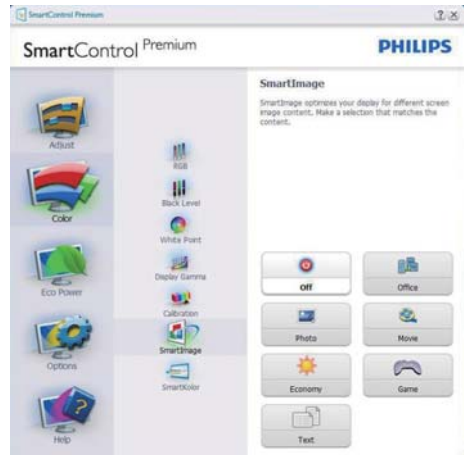 SmartControl Premium
SmartControl Premium
PHILIPS
Adjust
Color
Eco Power
Options
Help
RGB
Black Level
White Point
Display Gamma
Calibration
SmartImage
SmartKolor
SmartImage
SmartImage optimizes your display for different screen
image content. Make a selection that matches the
content.
Off
Office
Photo
Movie
Economy
Game
Text